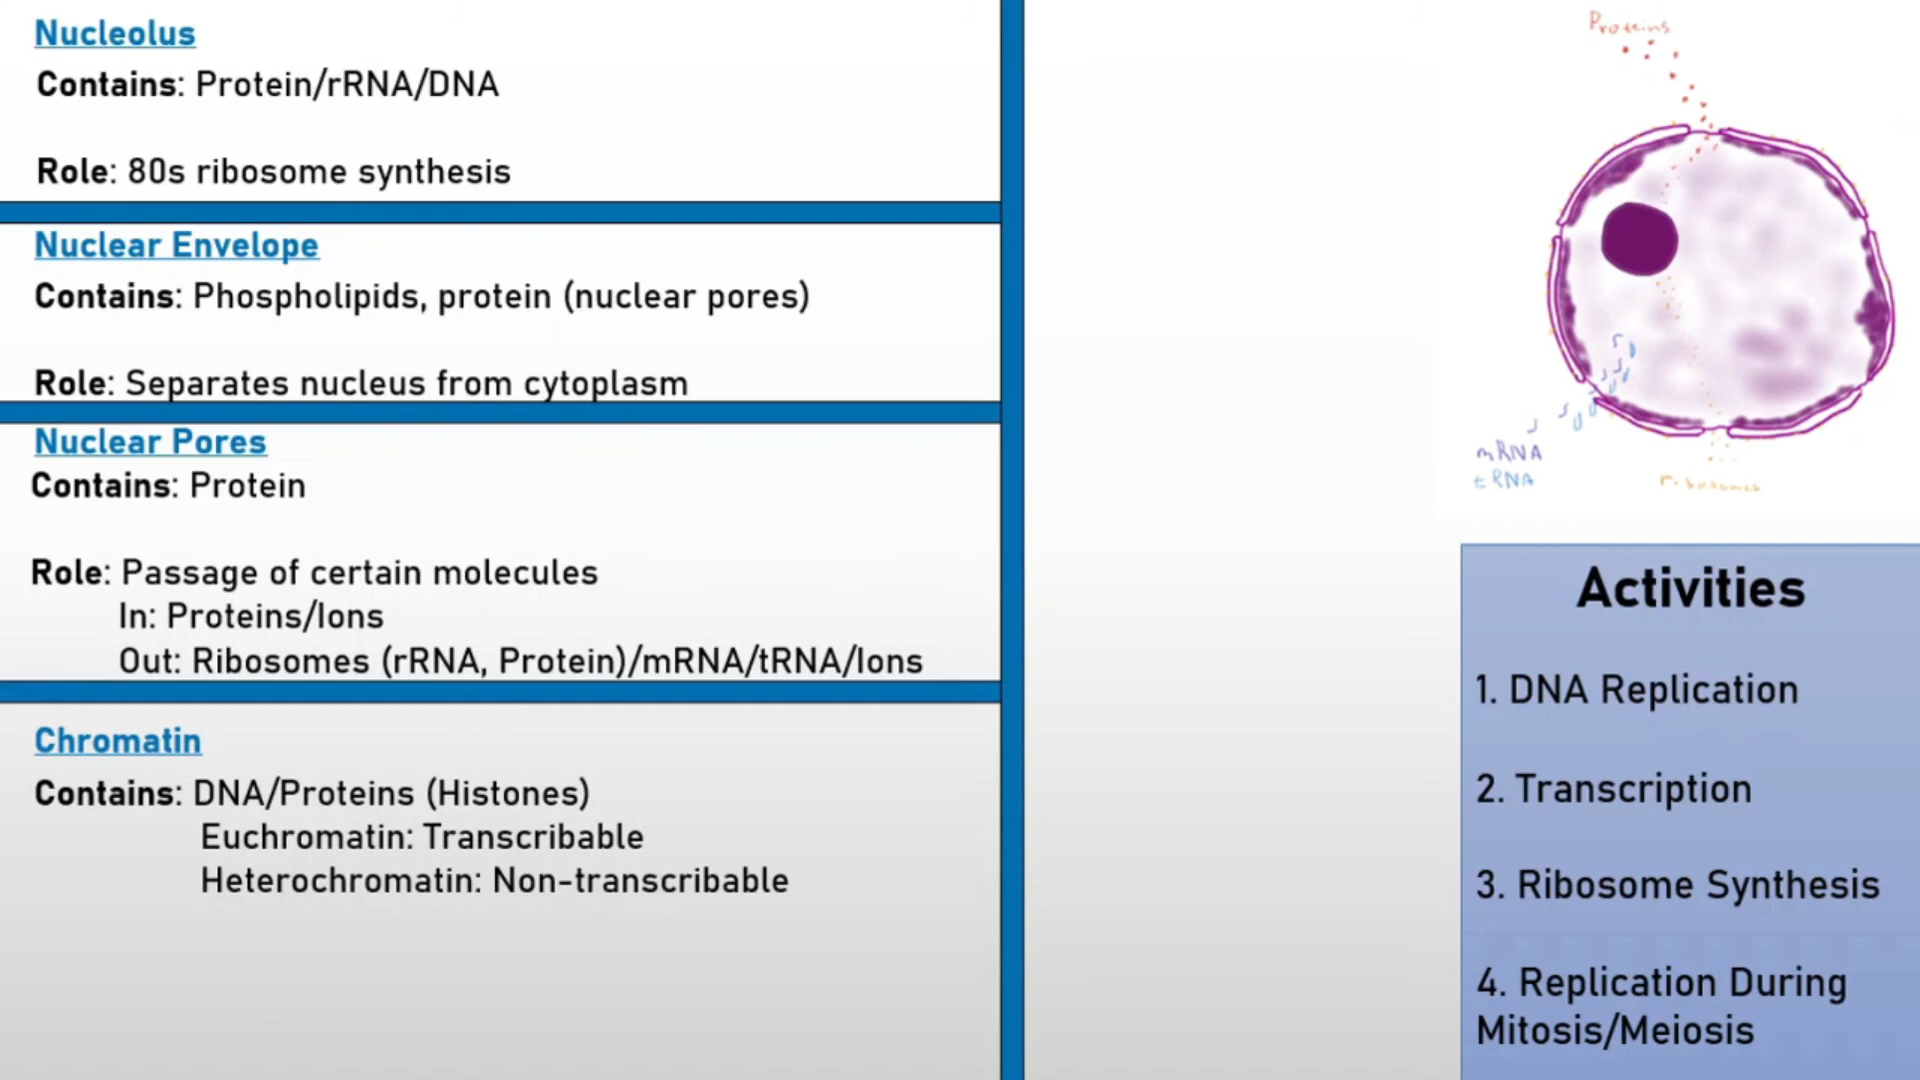 Nucleolus
Contains: Protein/rRNA/DNA
Role: 80s ribosome synthesis
Nuclear Envelope
Contains: Phospholipids, protein (nuclear pores)
Role: Separates nucleus from cytoplasm
Nuclear Pores
Contains: Protein
Role: Passage of certain molecules
In: Proteins/Ions
Out: Ribosomes (rRNA, Protein)/mRNA/tRNA/Ions
Chromatin
Contains: DNA/Proteins (Histones)
Euchromatin: Transcribable
Heterochromatin: Non-transcribable
Proteins
mRNA
tRNA
ribosomes
Activities
1. DNA Replication
2. Transcription
3. Ribosome Synthesis
4. Replication During
Mitosis/Meiosis